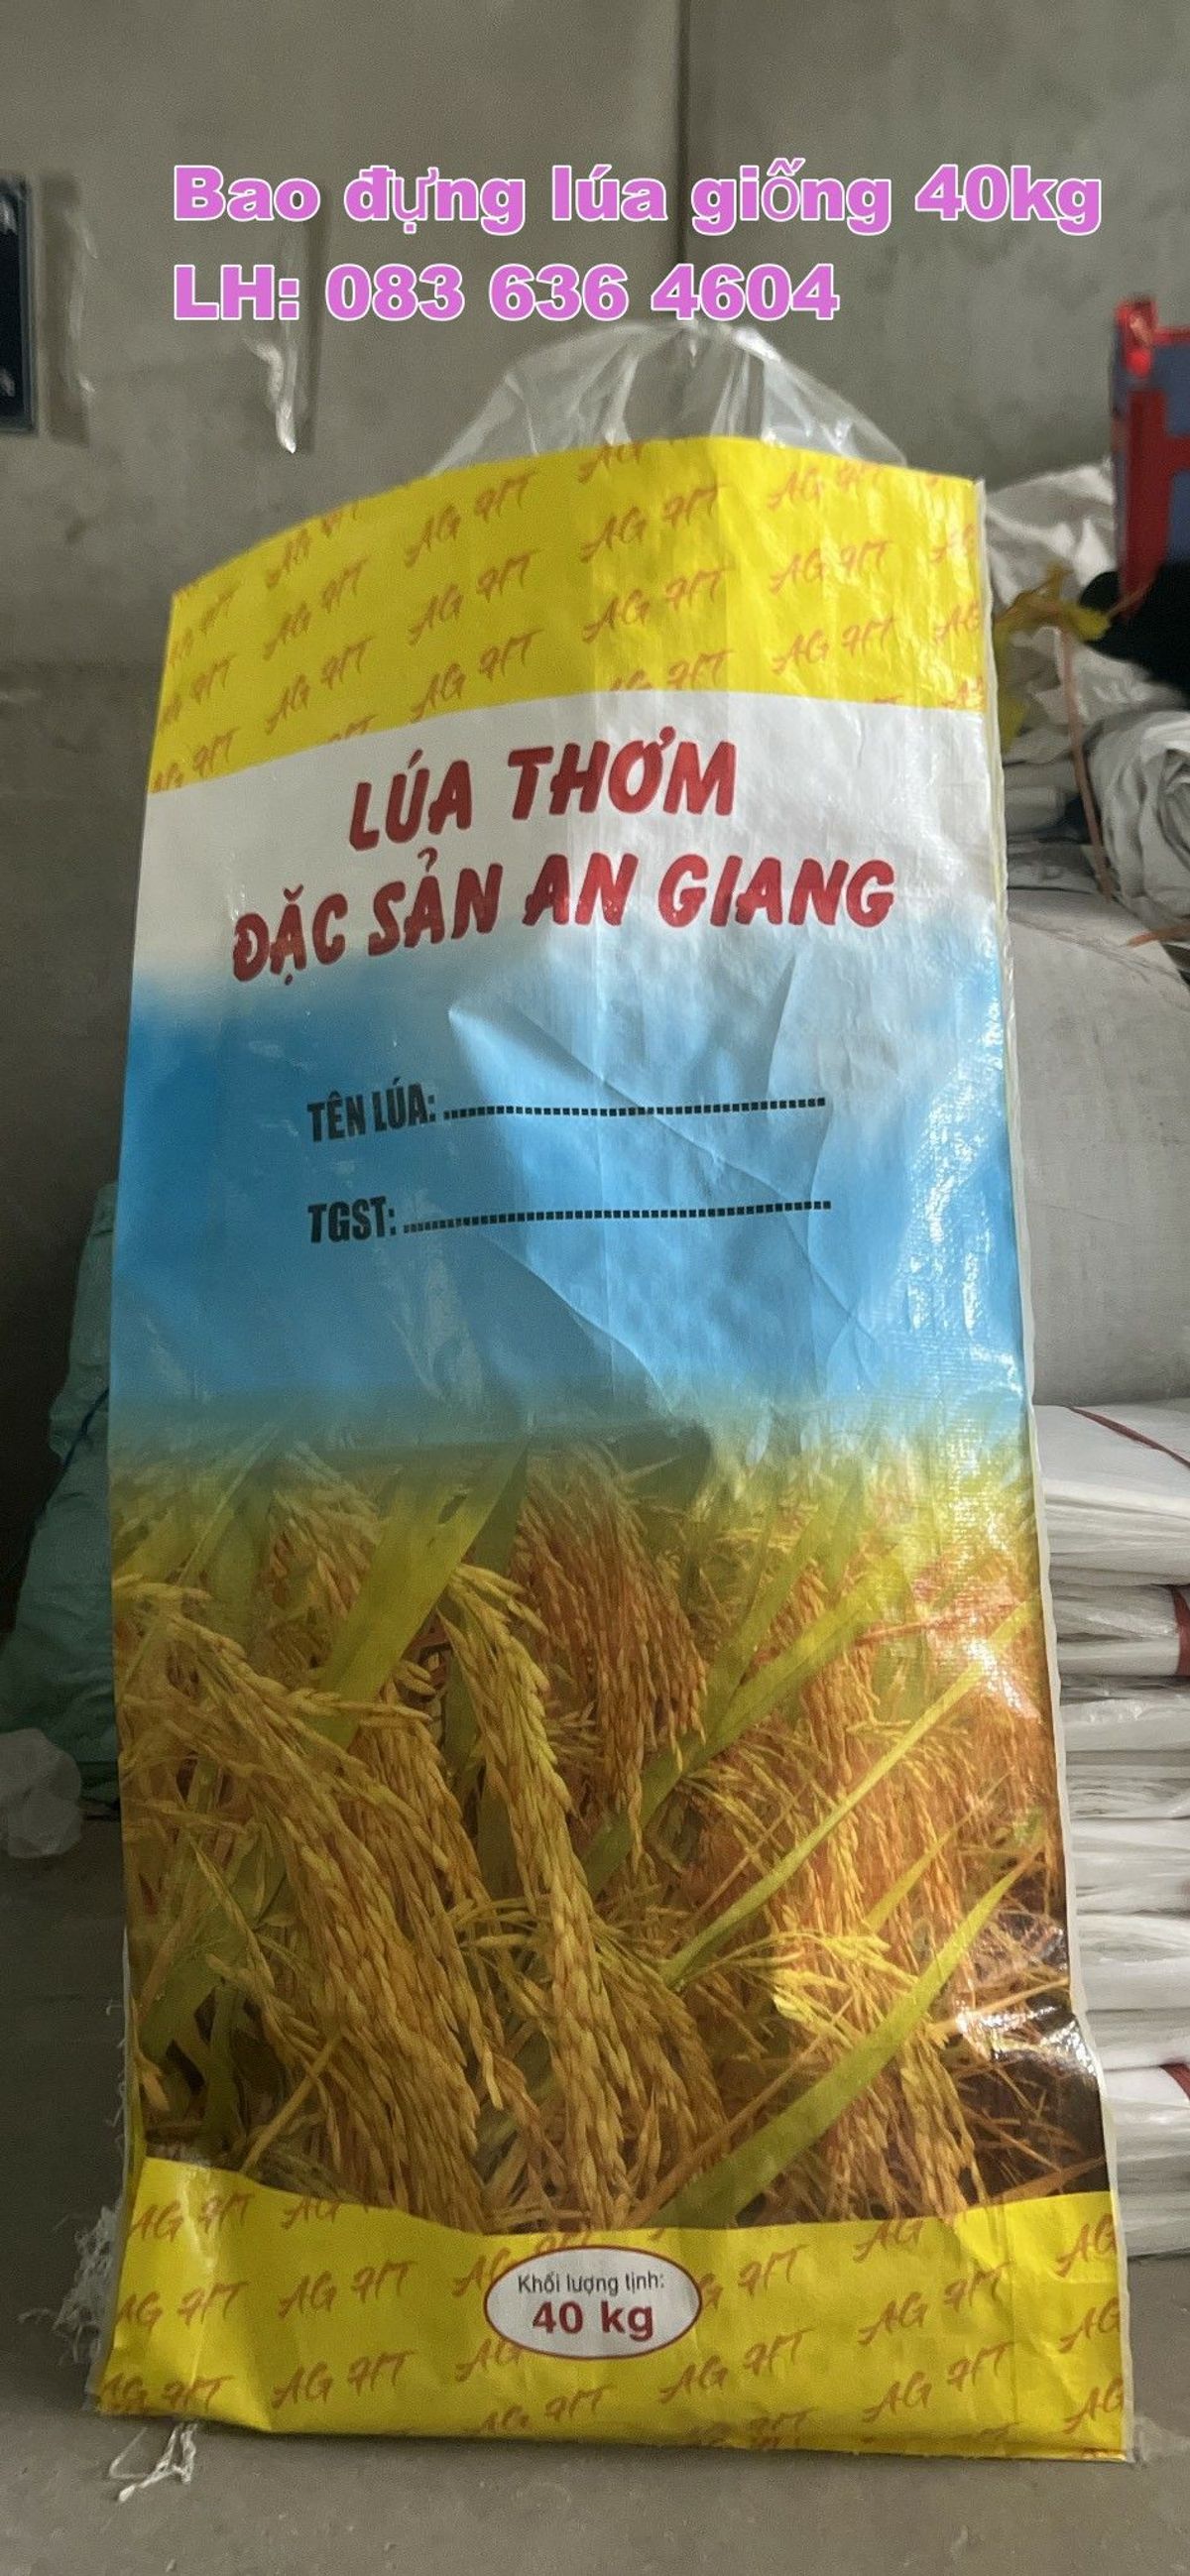 Bao đựng lúa giống 40kg
LH: 083 636 4604
LÚA THƠM
ĐẶC SẢN AN GIANG
TÊN LÚA: ........................................
TGST: ........................................
Khối lượng tịnh:
40 kg